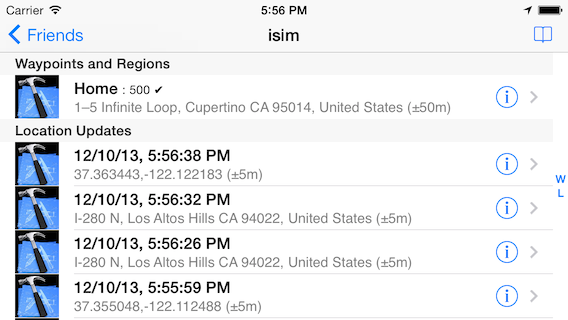 Carrier 5:56 PM
Friends isim
Waypoints and Regions
Home : 500 ✔
1–5 Infinite Loop, Cupertino CA 95014, United States (±50m)
Location Updates
12/10/13, 5:56:38 PM
37.363443,-122.122183 (±5m)
W
L
12/10/13, 5:56:32 PM
I-280 N, Los Altos Hills CA 94022, United States (±5m)
12/10/13, 5:56:26 PM
I-280 N, Los Altos Hills CA 94022, United States (±5m)
12/10/13, 5:55:59 PM
37.355048,-122.112488 (±5m)